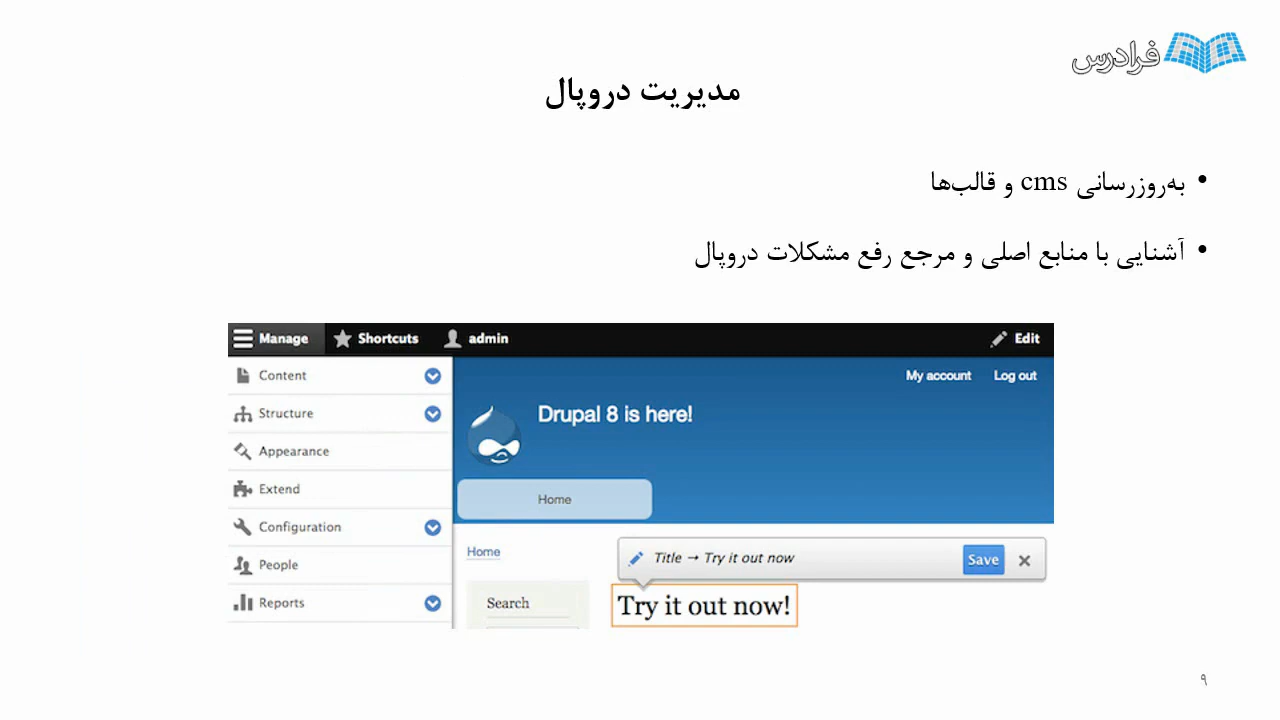 فرادرس
مدیریت دروپال
• به‌روزرسانی cms و قالب‌ها
• آشنایی با منابع اصلی و مرجع رفع مشکلات دروپال
Manage Shortcuts admin Edit
Content
Structure
Appearance
Extend
Configuration
People
Reports
My account Log out
Drupal 8 is here!
Home
Home
Title → Try it out now Save
Search
Try it out now!
۹